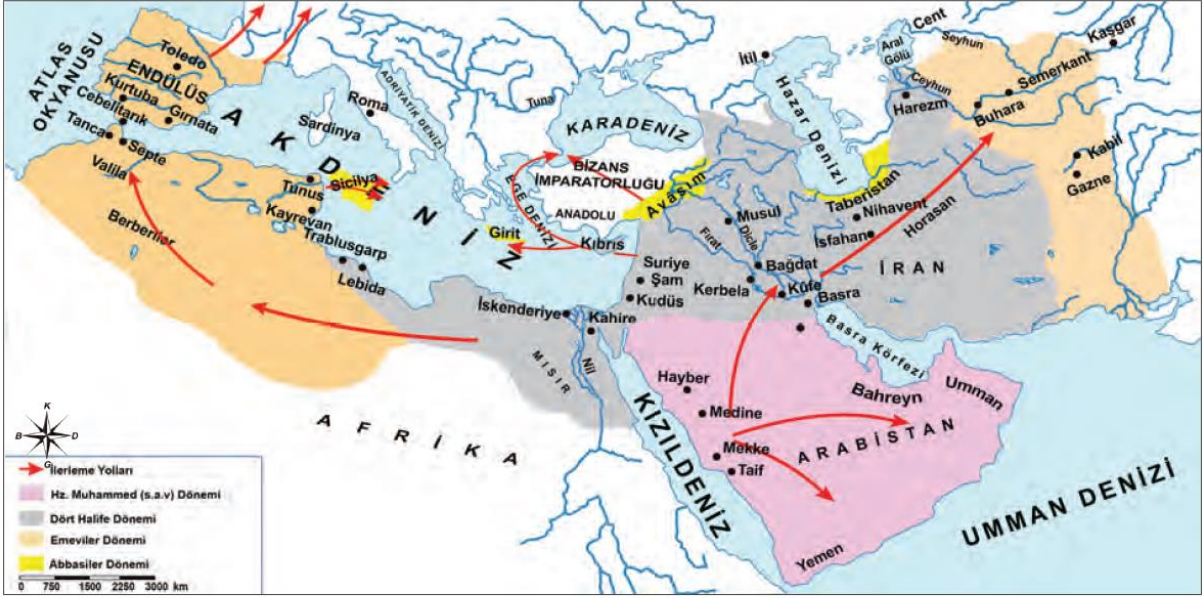 ATLAS
OKYANUSU
Toledo
ENDÜLÜS
Kurtuba
Cebelitarık
Gırnata
Tanca
Septe
Valila
Berberiler
AKDENİZ
Roma
Sardinya
ADRİYATİK DENİZİ
Tuna
Tunus
Sicilya
Kayrevan
Trablusgarp
Lebida
EGE DENİZİ
Girit
Kıbrıs
KARADENİZ
BİZANS
İMPARATORLUĞU
ANADOLU
Avasım
İtil
Hazar Denizi
Aral
Gölü
Cent
Seyhun
Kaşgar
Ceyhun
Semerkant
Harezm
Buhara
Kabil
Gazne
Taberistan
Nihavent
Horasan
İsfahan
İRAN
Musul
Dicle
Fırat
Bağdat
Kerbela
Kûfe
Basra
Basra Körfezi
Suriye
Şam
Kudüs
İskenderiye
Kahire
Nil
MISIR
AFRİKA
KIZILDENİZ
Hayber
Medine
Mekke
Taif
Bahreyn
Umman
ARABİSTAN
Yemen
UMMAN DENİZİ
K
B
D
G
İlerleme Yolları
Hz. Muhammed (s.a.v) Dönemi
Dört Halife Dönemi
Emeviler Dönemi
Abbasiler Dönemi
0 750 1500 2250 3000 km